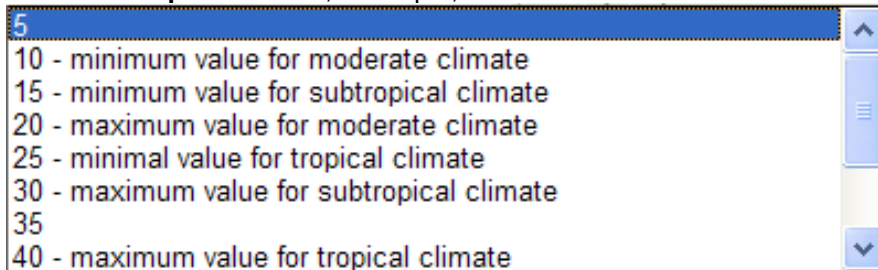 5
10 - minimum value for moderate climate
15 - minimum value for subtropical climate
20 - maximum value for moderate climate
25 - minimal value for tropical climate
30 - maximum value for subtropical climate
35
40 - maximum value for tropical climate